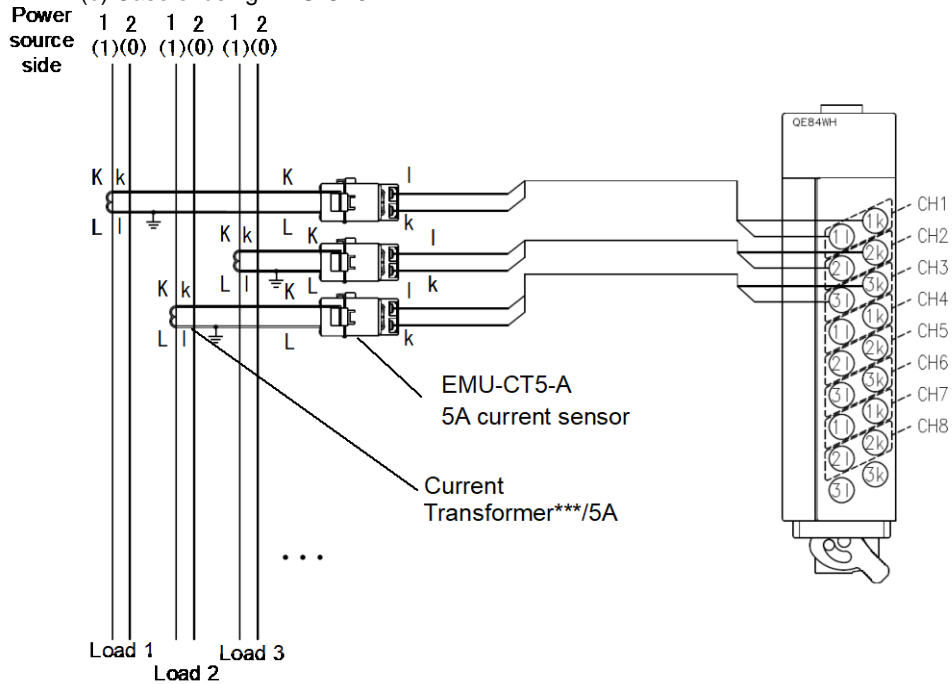 Power
source
side
1 2 1 2 1 2
(1)(0) (1)(0) (1)(0)
QE84WH
K k K l
L l L k
K k K l
L l L k
K k K l
L l L k
1k
1l
2k
2l
3k
3l
1k
1l
2k
2l
3k
3l
1k
1l
2k
2l
3k
3l
CH1
CH2
CH3
CH4
CH5
CH6
CH7
CH8
EMU-CT5-A
5A current sensor
Current
Transformer***/5A
• • •
Load 1
Load 2
Load 3